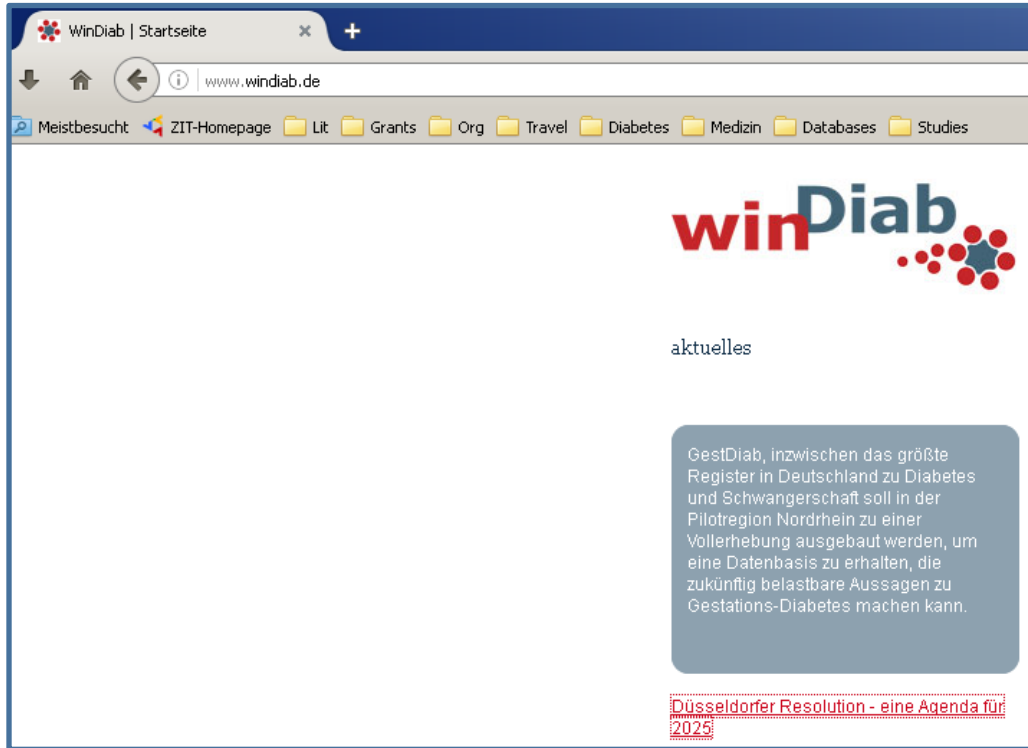 WinDiab | Startseite
www.windiab.de
Meistbesucht ZIT-Homepage Lit Grants Org Travel Diabetes Medizin Databases Studies
winDiab
aktuelles
GestDiab, inzwischen das größte
Register in Deutschland zu Diabetes
und Schwangerschaft soll in der
Pilotregion Nordrhein zu einer
Vollerhebung ausgebaut werden, um
eine Datenbasis zu erhalten, die
zukünftig belastbare Aussagen zu
Gestations-Diabetes machen kann.
Düsseldorfer Resolution - eine Agenda für
2025